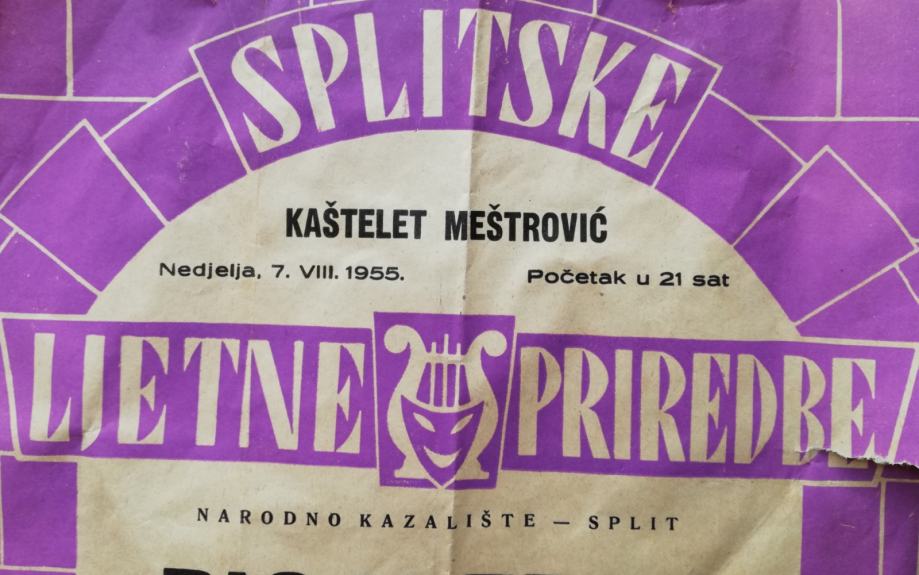 SPLITSKE
KAŠTELET MEŠTROVIĆ
Nedjelja, 7. VIII. 1955. Početak u 21 sat
LJETNE PRIREDBE
NARODNO KAZALIŠTE — SPLIT